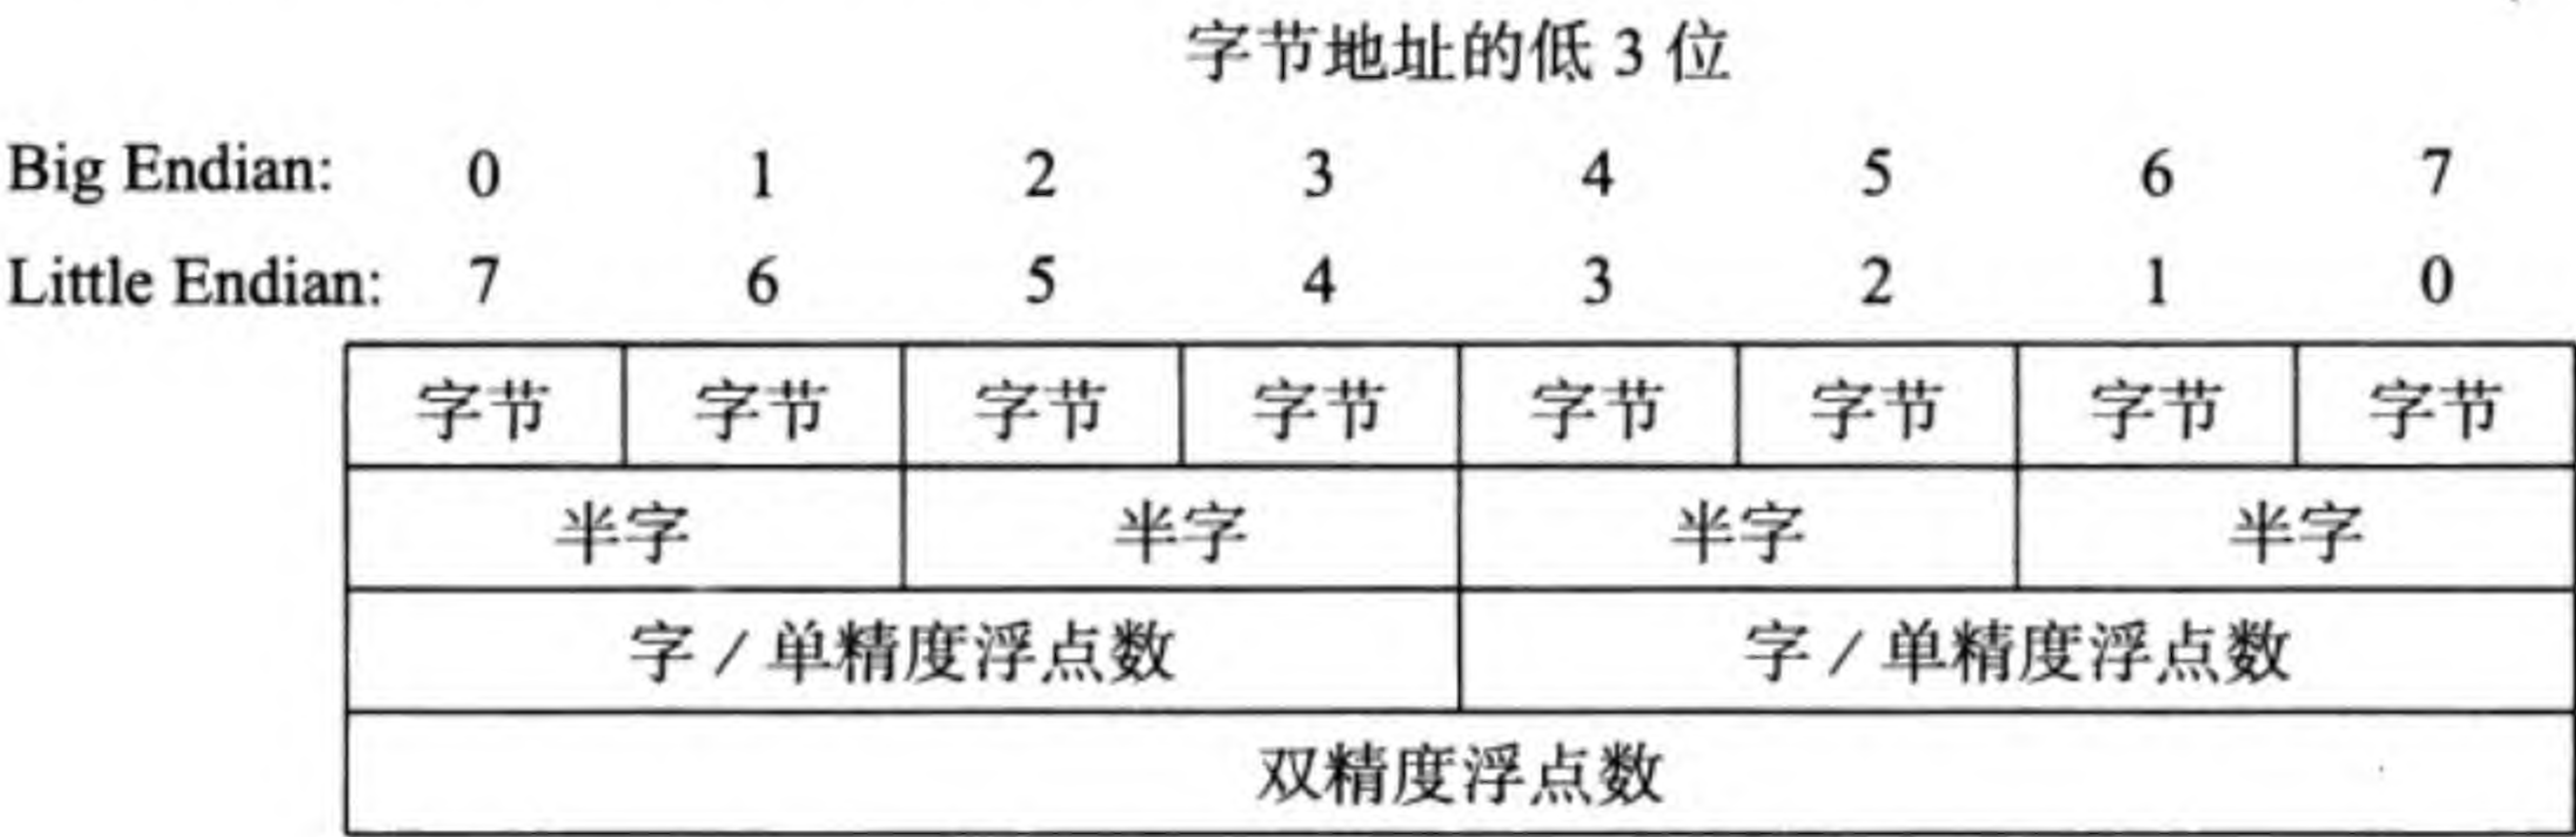 字节地址的低 3 位
Big Endian: 0 1 2 3 4 5 6 7
Little Endian: 7 6 5 4 3 2 1 0
字节 字节 字节 字节 字节 字节 字节 字节
半字 半字 半字 半字
字 / 单精度浮点数 字 / 单精度浮点数
双精度浮点数